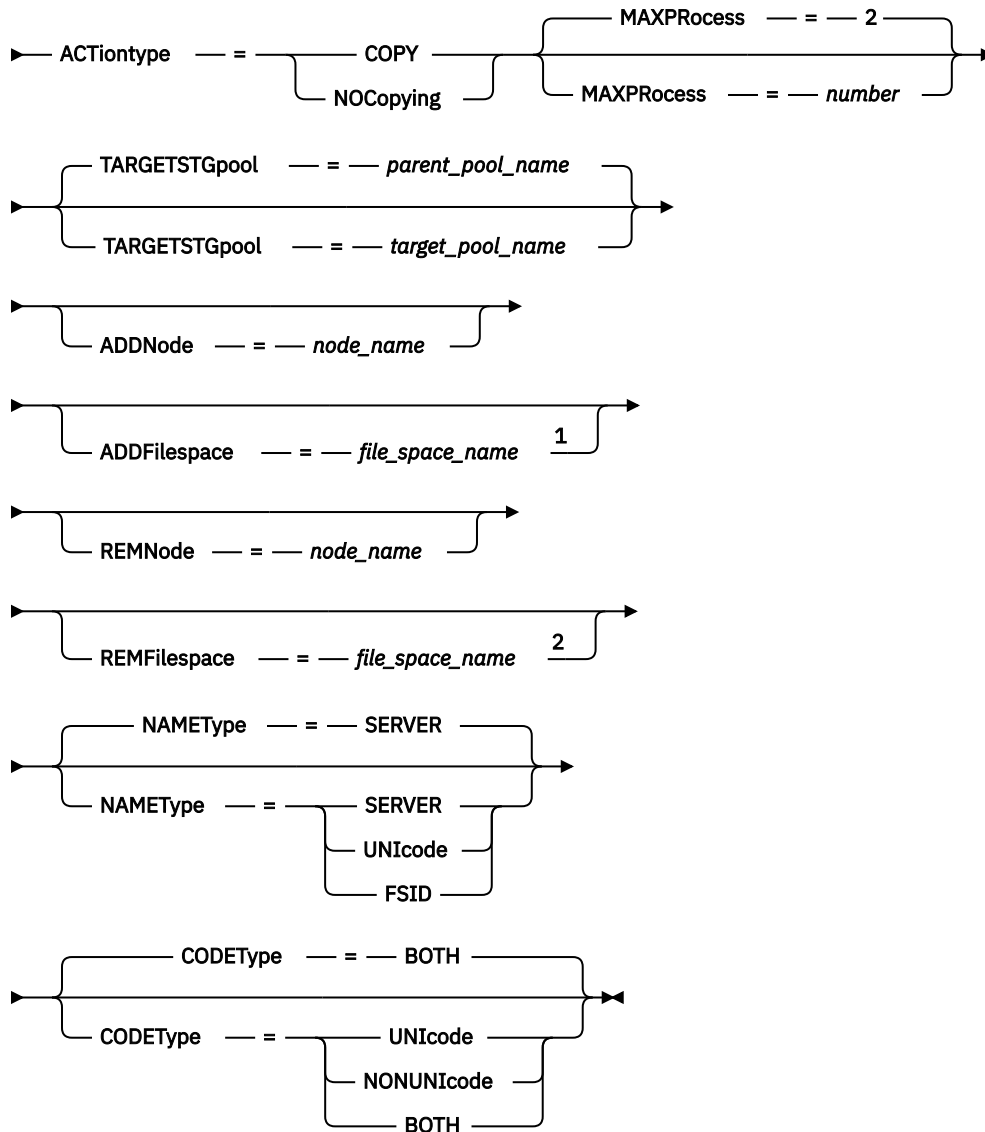 MAXPRocess = 2
ACTiontype = COPY
NOCopying MAXPRocess = number
TARGETSTGpool = parent_pool_name
TARGETSTGpool = target_pool_name
ADDNode = node_name
1
ADDFilespace = file_space_name
REMNode = node_name
2
REMFilespace = file_space_name
NAMEType = SERVER
NAMEType = SERVER
UNIcode
FSID
CODEType = BOTH
CODEType = UNIcode
NONUNIcode
BOTH